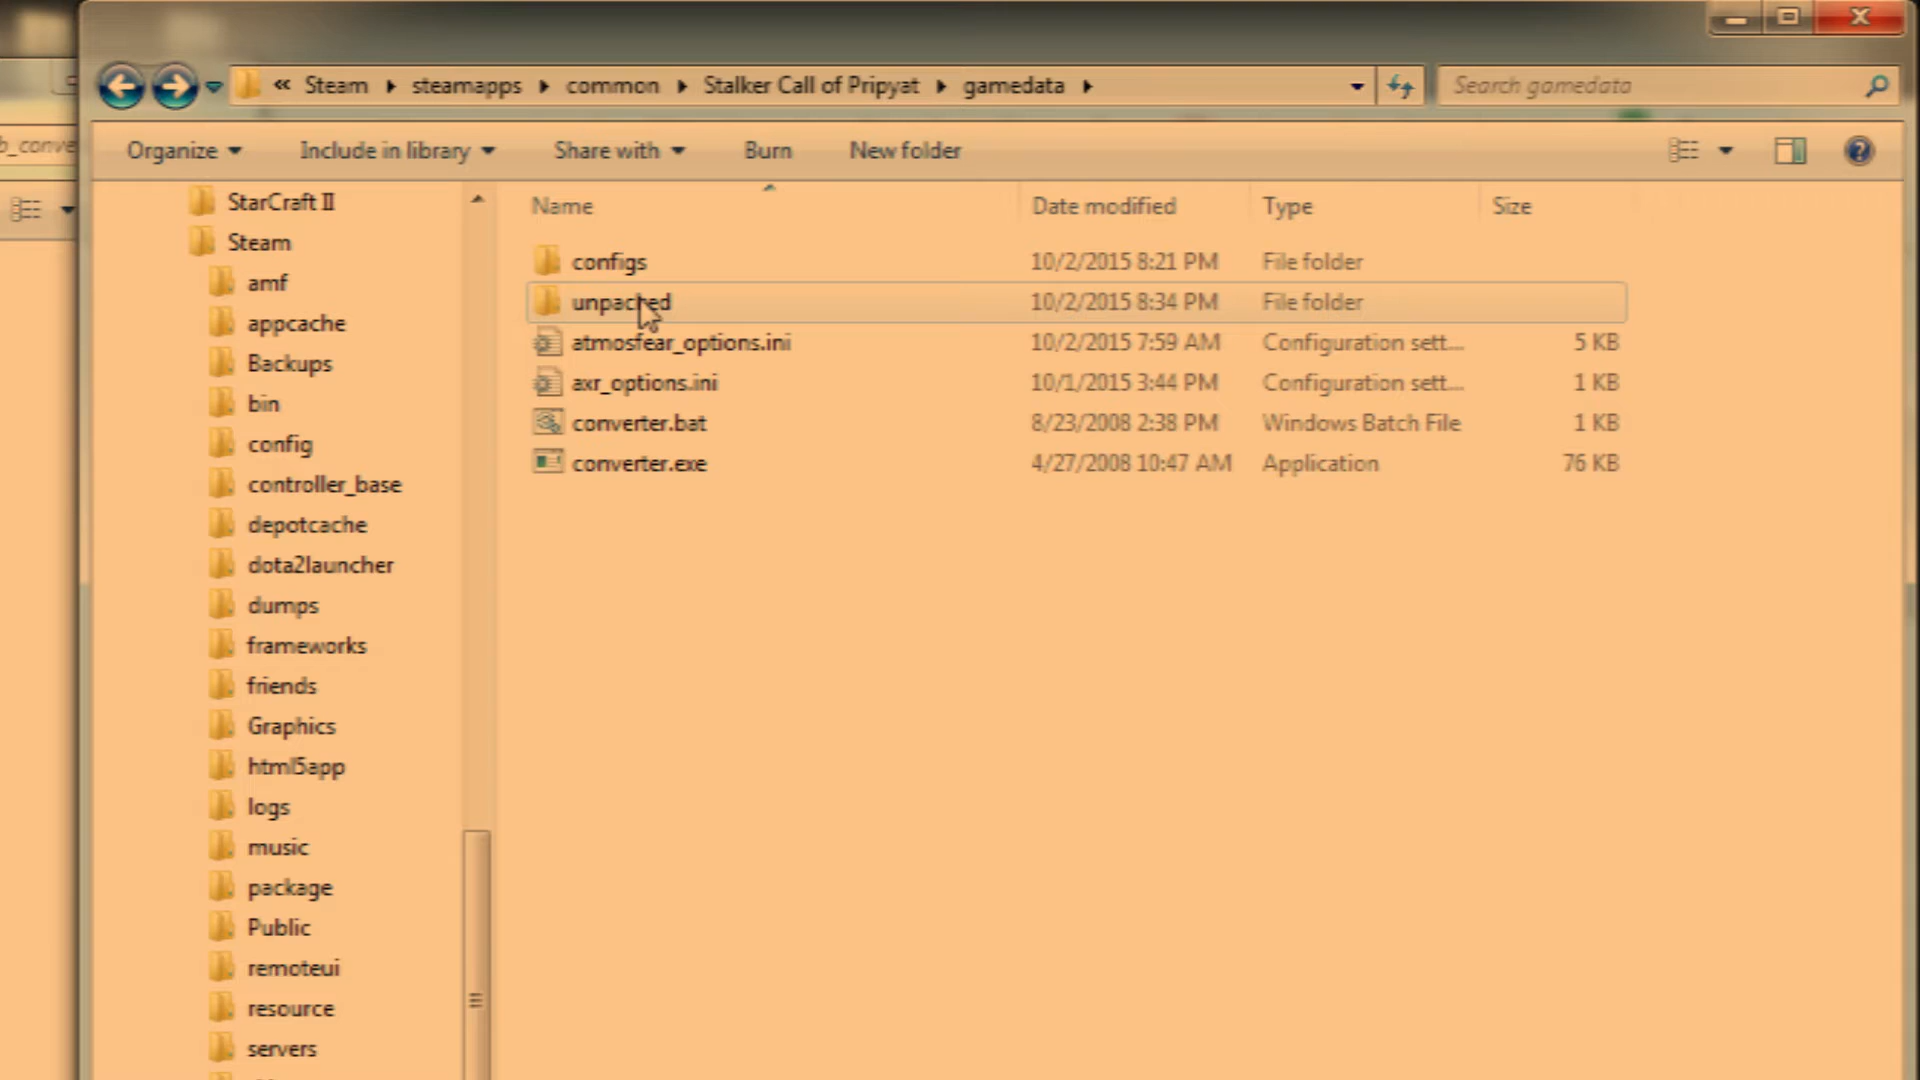 « Steam steamapps common Stalker Call of Pripyat gamedata
Search gamedata
b_conve
Organize Include in library Share with Burn New folder
Name Date modified Type Size
configs 10/2/2015 8:21 PM File folder
unpacked 10/2/2015 8:34 PM File folder
atmosfear_options.ini 10/2/2015 7:59 AM Configuration sett... 5 KB
axr_options.ini 10/1/2015 3:44 PM Configuration sett... 1 KB
converter.bat 8/23/2008 2:38 PM Windows Batch File 1 KB
converter.exe 4/27/2008 10:47 AM Application 76 KB
StarCraft II
Steam
amf
appcache
Backups
bin
config
controller_base
depotcache
dota2launcher
dumps
frameworks
friends
Graphics
html5app
logs
music
package
Public
remoteui
resource
servers